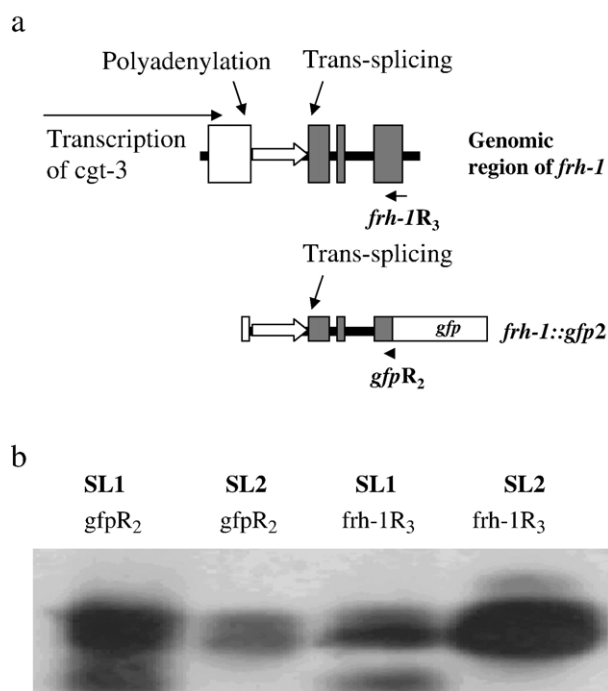 a
Polyadenylation
Trans-splicing
Transcription
of cgt-3
Genomic
region of frh-1
frh-1R3
Trans-splicing
gfp
frh-1::gfp2
gfpR2
b
SL1 SL2 SL1 SL2
gfpR2 gfpR2 frh-1R3 frh-1R3